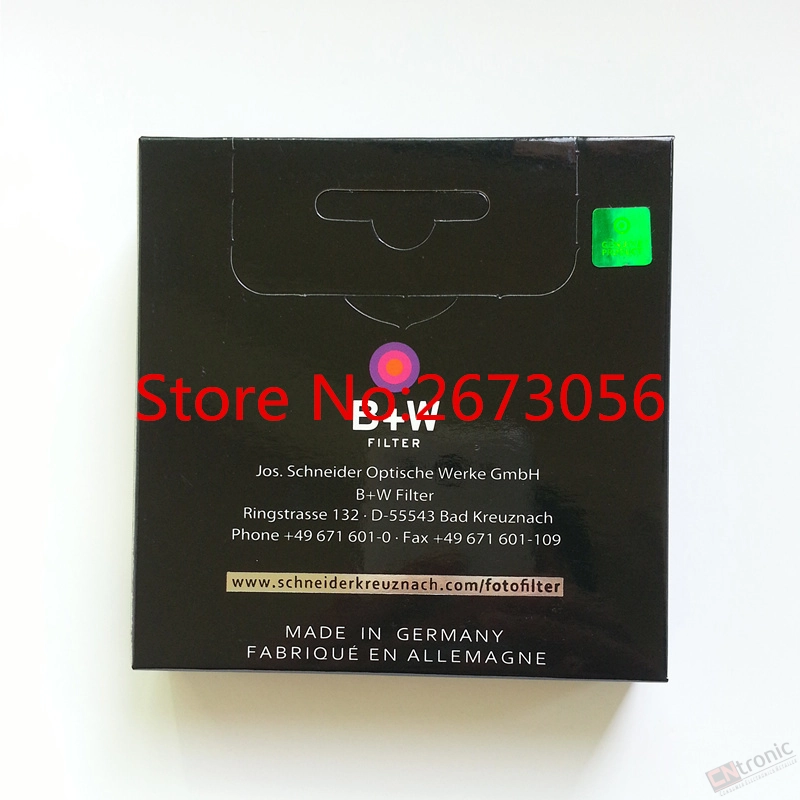 Store No:2673056
B+W
FILTER
Jos. Schneider Optische Werke GmbH
B+W Filter
Ringstrasse 132 · D-55543 Bad Kreuznach
Phone +49 671 601-0 · Fax +49 671 601-109
www.schneiderkreuznach.com/fotofilter
MADE IN GERMANY
FABRIQUÉ EN ALLEMAGNE
CNtronic